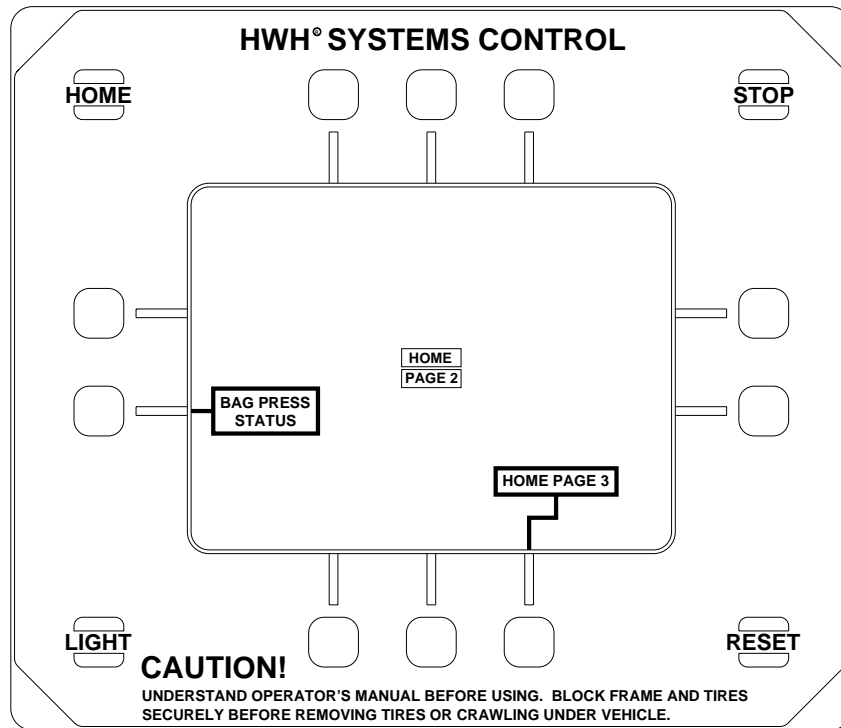 HWH® SYSTEMS CONTROL
HOME
STOP
HOME
PAGE 2
BAG PRESS
STATUS
HOME PAGE 3
LIGHT
RESET
CAUTION!
UNDERSTAND OPERATOR'S MANUAL BEFORE USING. BLOCK FRAME AND TIRES
SECURELY BEFORE REMOVING TIRES OR CRAWLING UNDER VEHICLE.